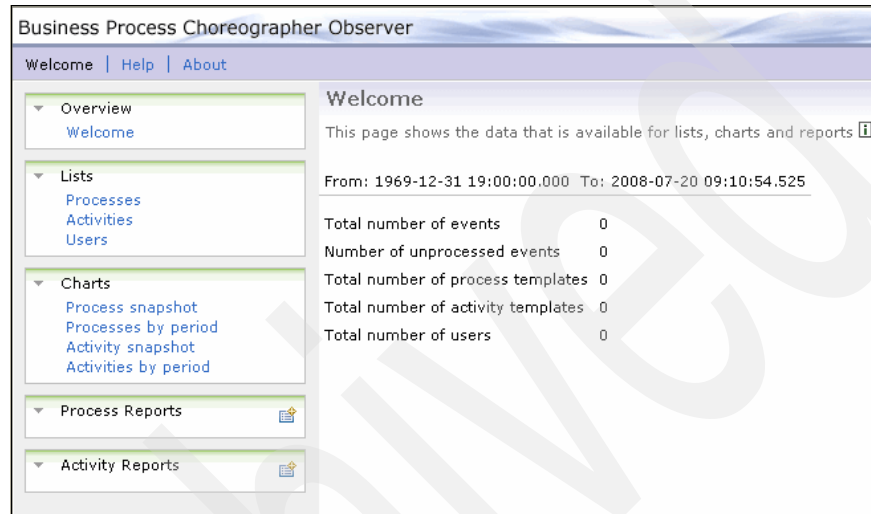 Business Process Choreographer Observer
Welcome | Help | About
Overview
Welcome
Lists
Processes
Activities
Users
Charts
Process snapshot
Processes by period
Activity snapshot
Activities by period
Process Reports
Activity Reports
Welcome
This page shows the data that is available for lists, charts and reports
From: 1969-12-31 19:00:00.000 To: 2008-07-20 09:10:54.525
Total number of events 0
Number of unprocessed events 0
Total number of process templates 0
Total number of activity templates 0
Total number of users 0